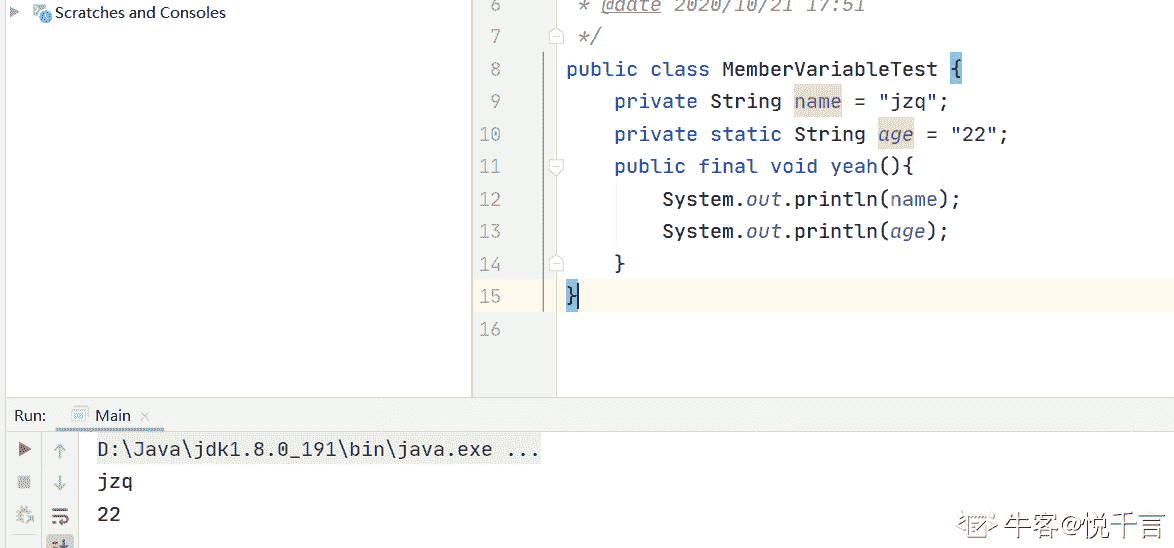 Scratches and Consoles
6 * @date 2020/10/21 17:51
7 */
8 public class MemberVariableTest {
9 private String name = "jzq";
10 private static String age = "22";
11 public final void yeah(){
12 System.out.println(name);
13 System.out.println(age);
14 }
15 }
16
Run: Main
D:\Java\jdk1.8.0_191\bin\java.exe ...
jzq
22
牛客@悦千言